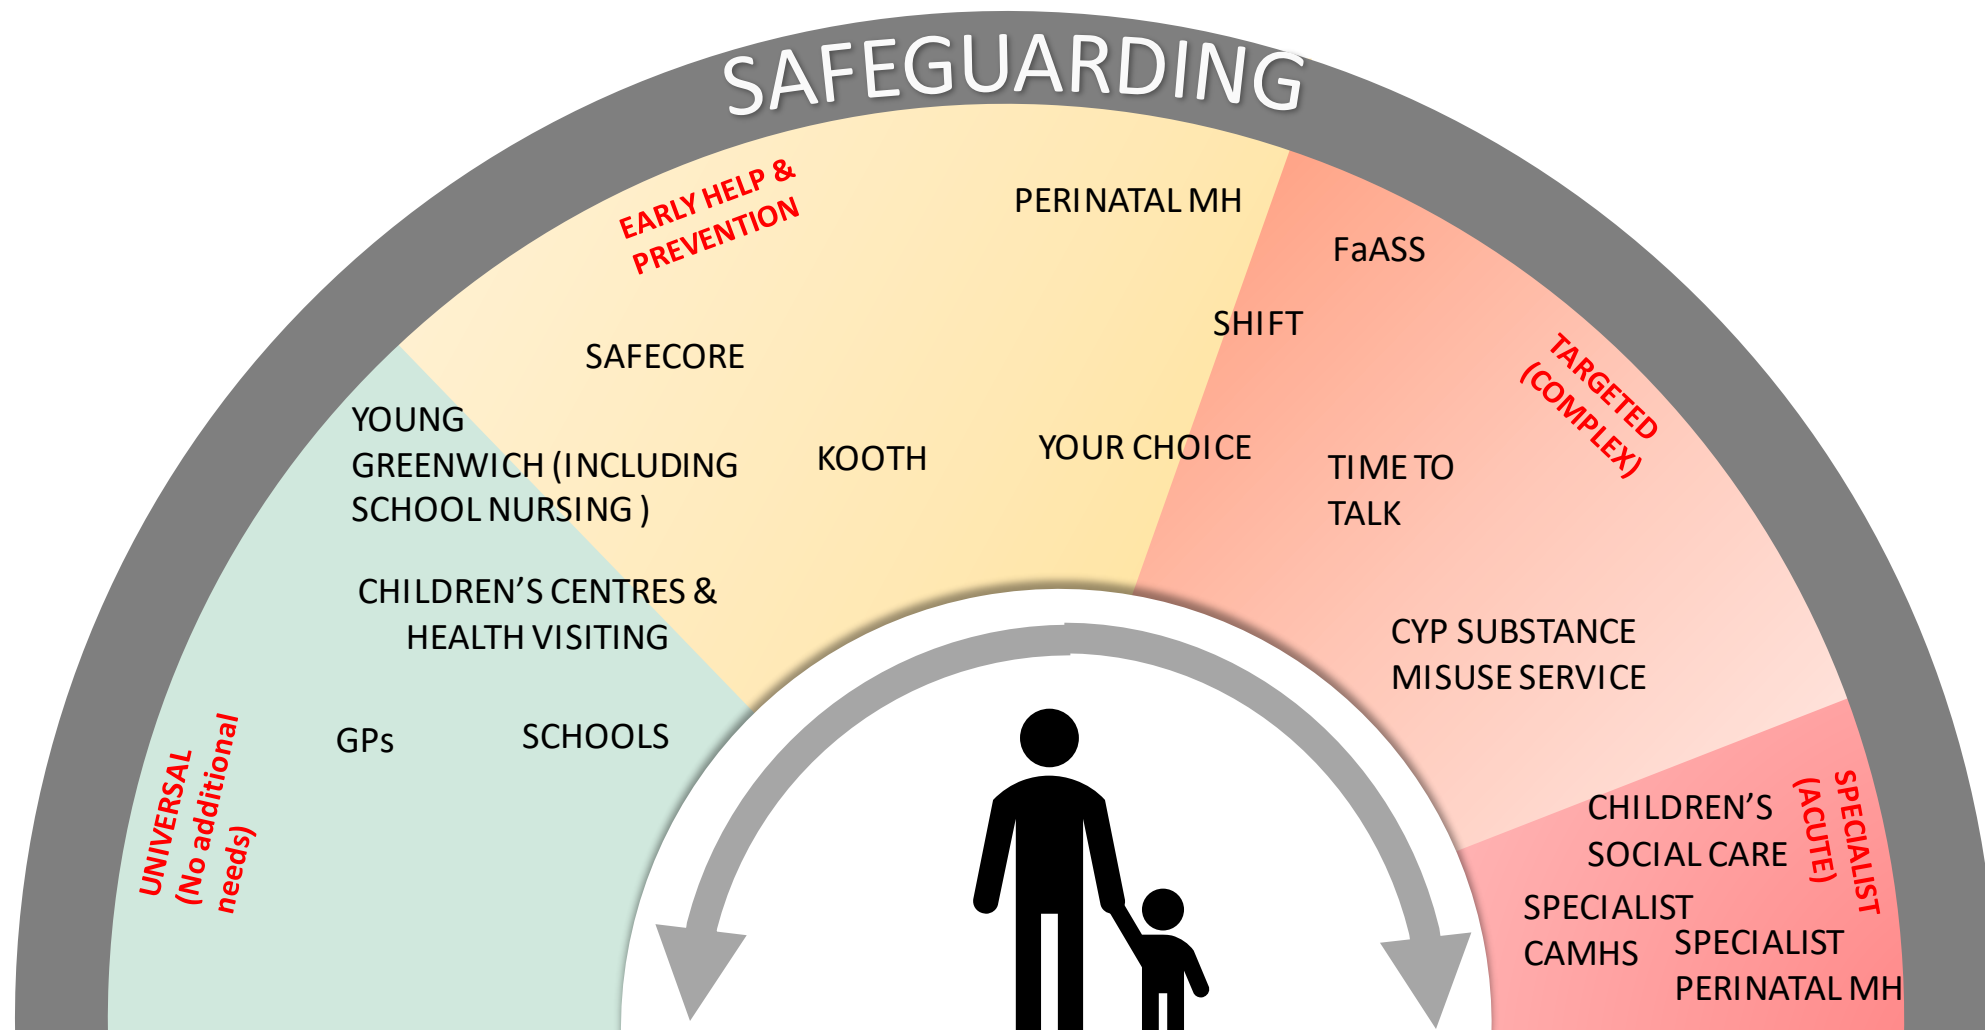 SAFEGUARDING
EARLY HELP &
PREVENTION
PERINATAL MH
FaASS
SHIFT
SAFECORE
TARGETED
(COMPLEX)
YOUNG
GREENWICH (INCLUDING
SCHOOL NURSING )
KOOTH
YOUR CHOICE
TIME TO
TALK
CHILDREN’S CENTRES &
HEALTH VISITING
CYP SUBSTANCE
MISUSE SERVICE
UNIVERSAL
(No additional
needs)
GPs
SCHOOLS
CHILDREN’S
SOCIAL CARE
SPECIALIST
(ACUTE)
SPECIALIST
CAMHS
SPECIALIST
PERINATAL MH